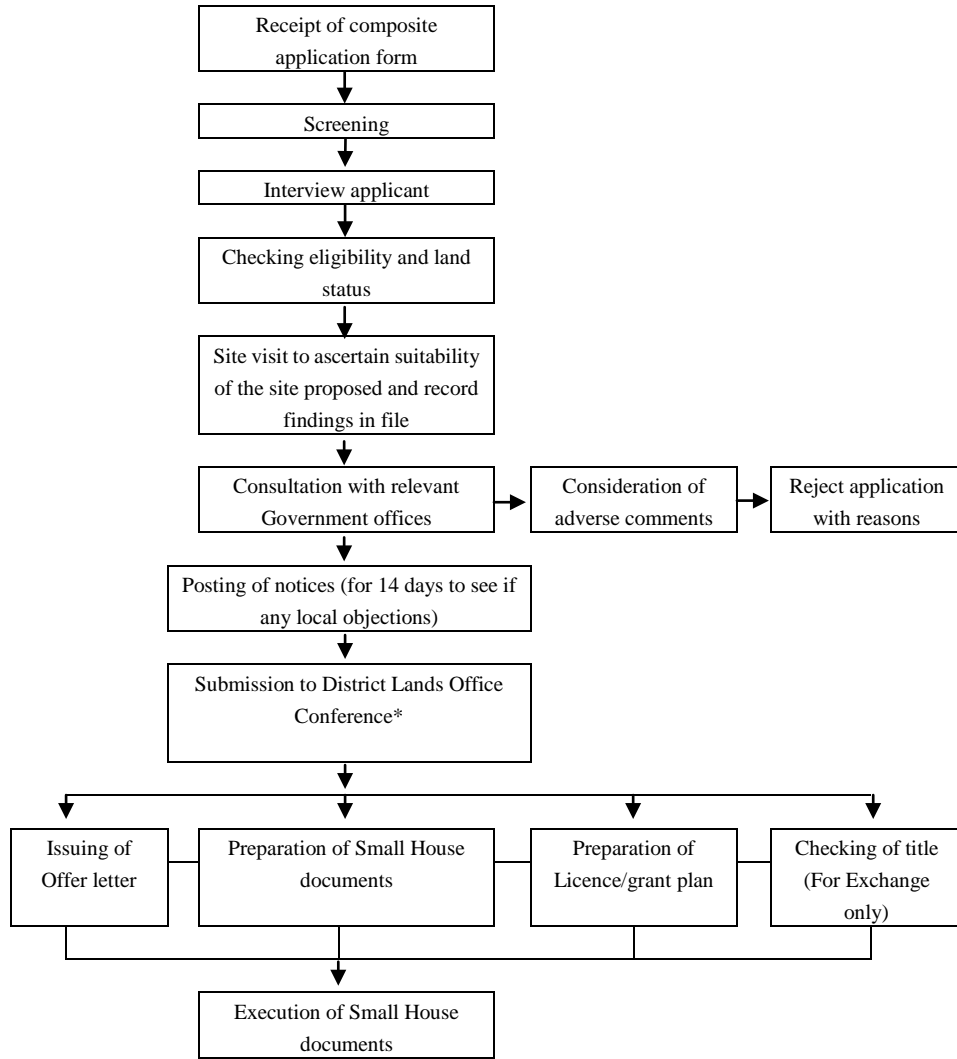 Receipt of composite
application form
Screening
Interview applicant
Checking eligibility and land
status
Site visit to ascertain suitability
of the site proposed and record
findings in file
Consultation with relevant
Government offices
Consideration of
adverse comments
Reject application
with reasons
Posting of notices (for 14 days to see if
any local objections)
Submission to District Lands Office
Conference*
Issuing of
Offer letter
Preparation of Small House
documents
Preparation of
Licence/grant plan
Checking of title
(For Exchange
only)
Execution of Small House
documents